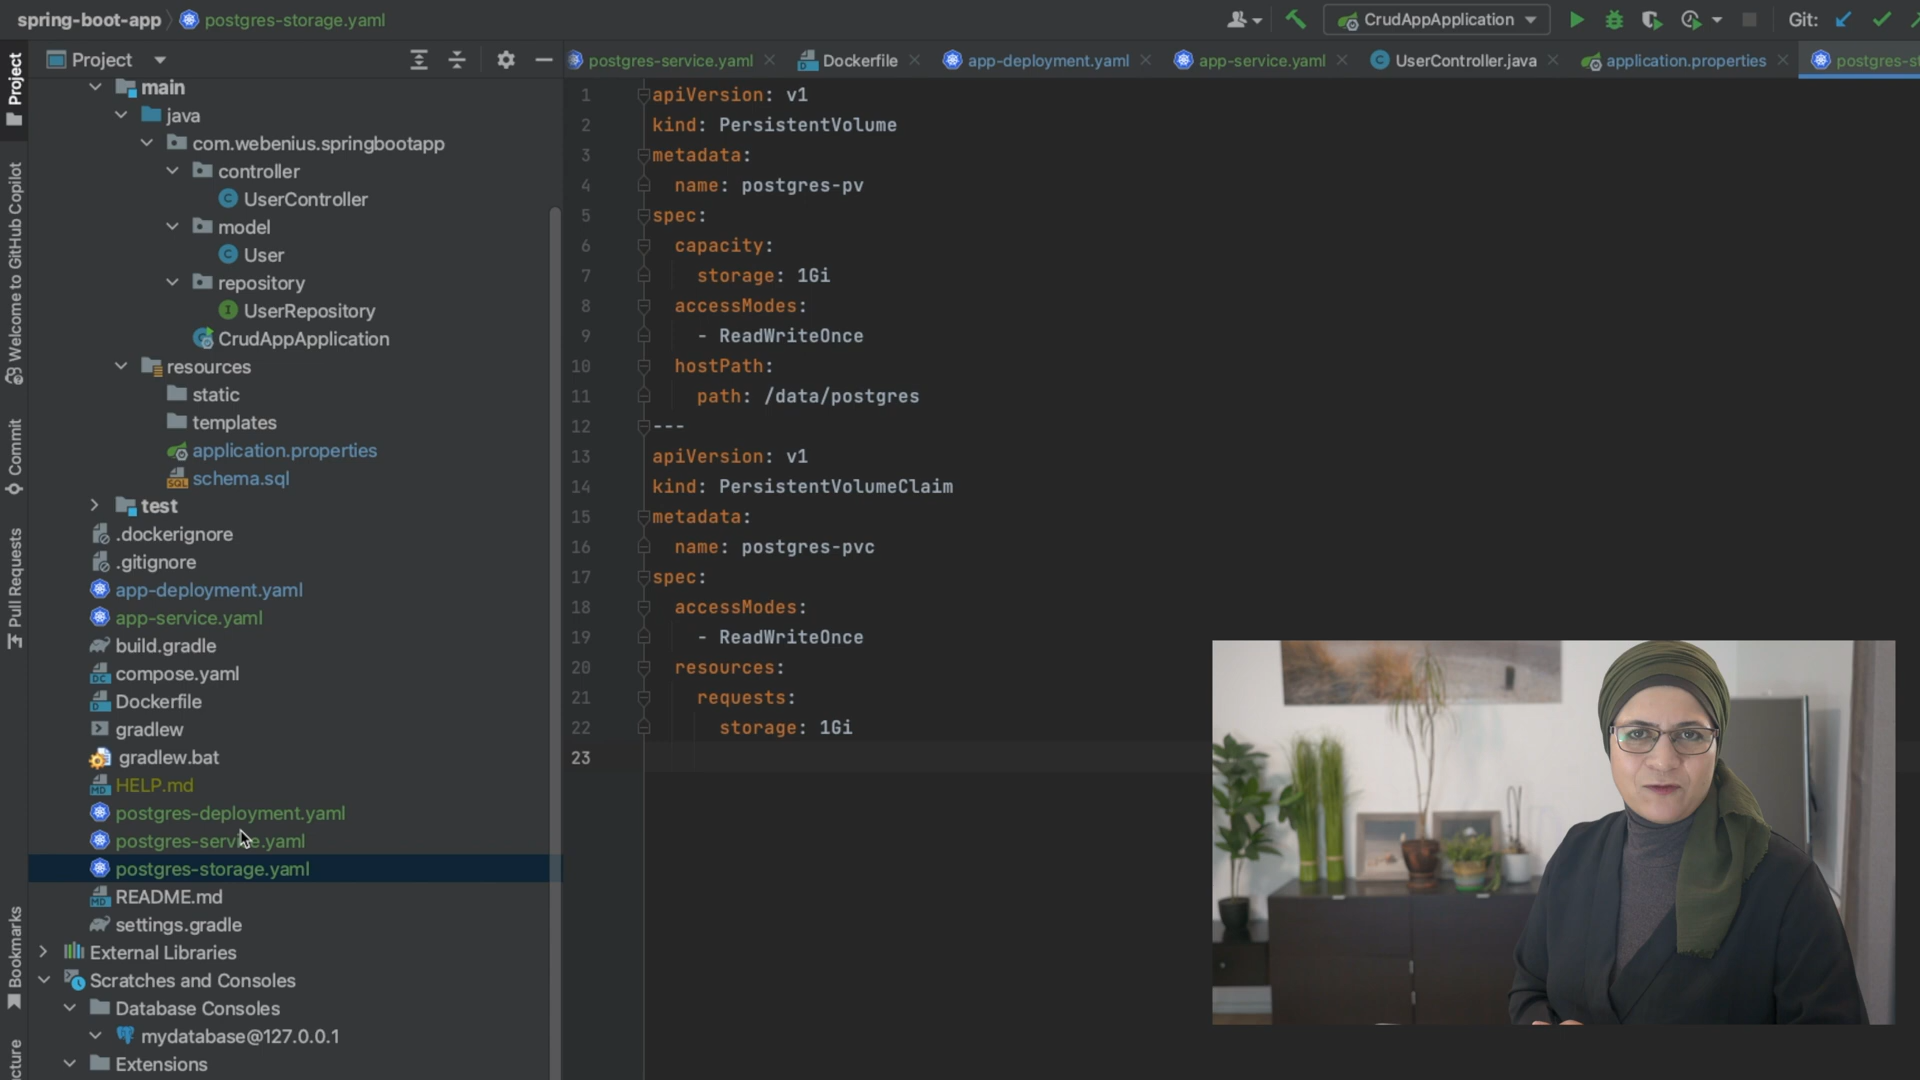 spring-boot-app
postgres-storage.yaml
CrudAppApplication
Git:
Project
postgres-service.yaml
Dockerfile
app-deployment.yaml
app-service.yaml
UserController.java
application.properties
postgres-st
Project
Welcome to GitHub Copilot
Commit
Pull Requests
Bookmarks
cture
main
java
com.webenius.springbootapp
controller
UserController
model
User
repository
UserRepository
CrudAppApplication
resources
static
templates
application.properties
schema.sql
test
.dockerignore
.gitignore
app-deployment.yaml
app-service.yaml
build.gradle
compose.yaml
Dockerfile
gradlew
gradlew.bat
HELP.md
postgres-deployment.yaml
postgres-service.yaml
postgres-storage.yaml
README.md
settings.gradle
External Libraries
Scratches and Consoles
Database Consoles
mydatabase@127.0.0.1
Extensions
1 apiVersion: v1
2 kind: PersistentVolume
3 metadata:
4 name: postgres-pv
5 spec:
6 capacity:
7 storage: 1Gi
8 accessModes:
9 - ReadWriteOnce
10 hostPath:
11 path: /data/postgres
12 ---
13 apiVersion: v1
14 kind: PersistentVolumeClaim
15 metadata:
16 name: postgres-pvc
17 spec:
18 accessModes:
19 - ReadWriteOnce
20 resources:
21 requests:
22 storage: 1Gi
23